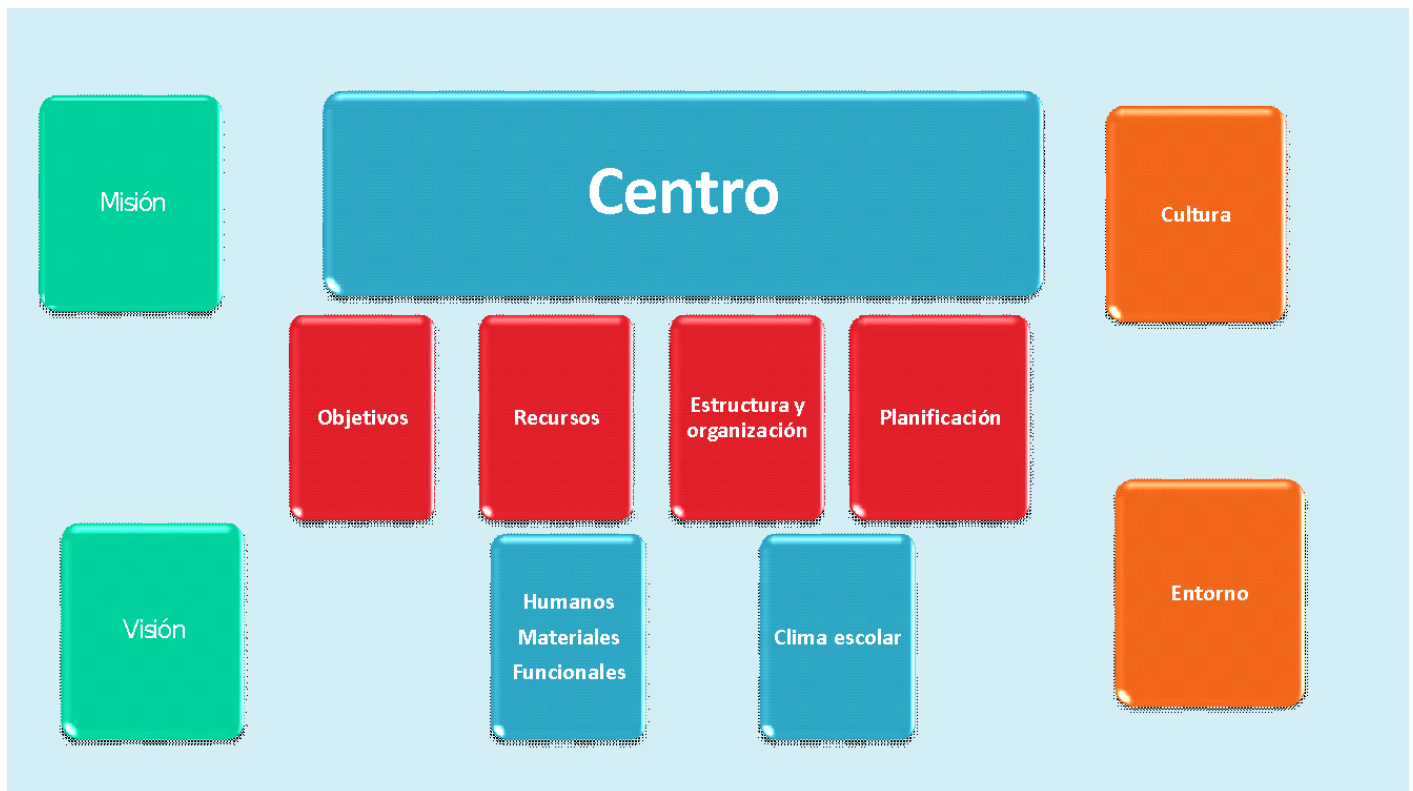 Misión
Centro
Cultura
Objetivos
Recursos
Estructura y
organización
Planificación
Visión
Humanos
Materiales
Funcionales
Clima escolar
Entorno